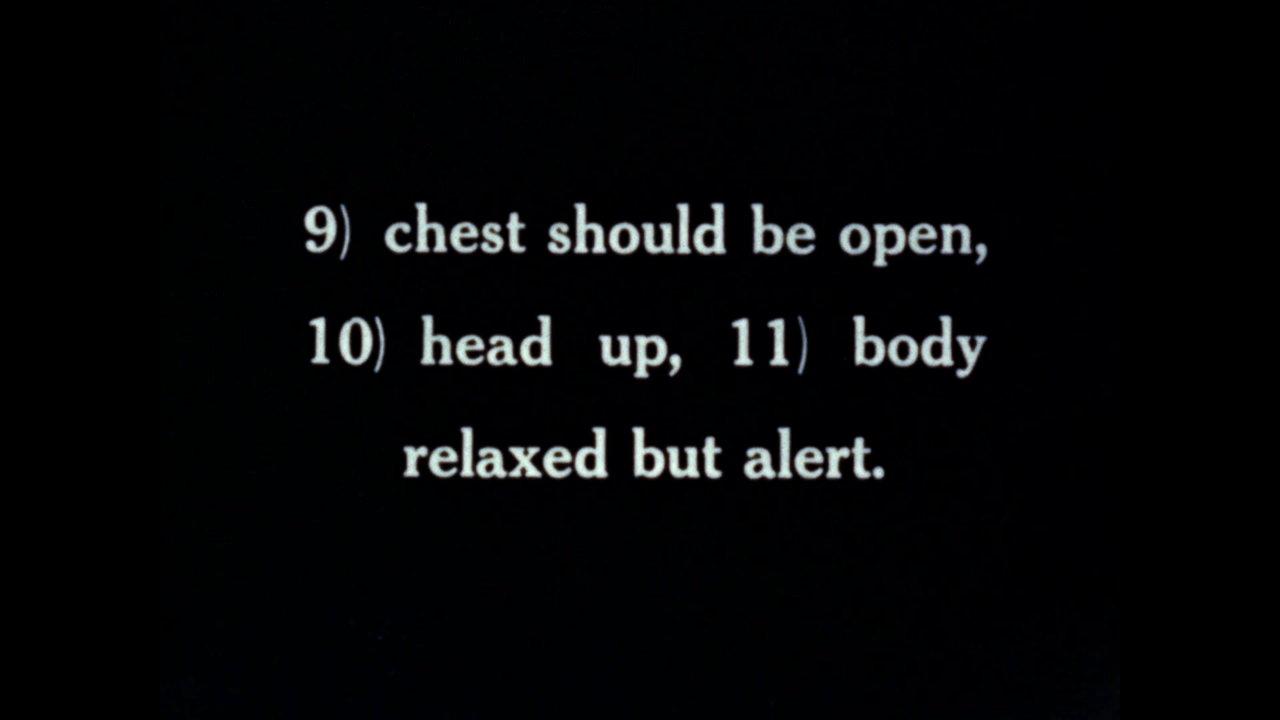 9) chest should be open,
10) head up, 11) body
relaxed but alert.